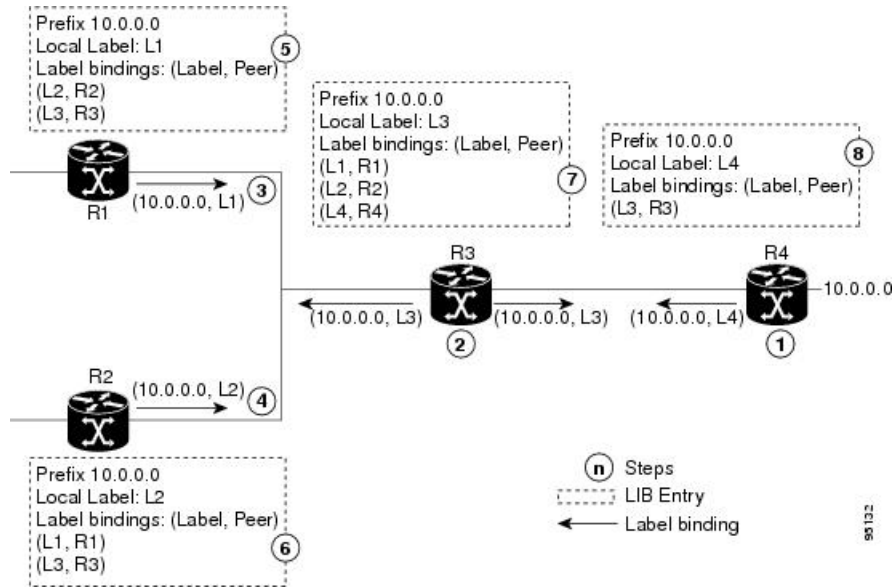 Prefix 10.0.0.0
Local Label: L1
Label bindings: (Label, Peer)
(L2, R2)
(L3, R3)
5
R1
(10.0.0.0, L1)
3
Prefix 10.0.0.0
Local Label: L3
Label bindings: (Label, Peer)
(L1, R1)
(L2, R2)
(L4, R4)
7
Prefix 10.0.0.0
Local Label: L4
Label bindings: (Label, Peer)
(L3, R3)
8
R3
(10.0.0.0, L3)
(10.0.0.0, L3)
2
R4
10.0.0.0
(10.0.0.0, L4)
1
R2
(10.0.0.0, L2)
4
Prefix 10.0.0.0
Local Label: L2
Label bindings: (Label, Peer)
(L1, R1)
(L3, R3)
6
n Steps
LIB Entry
Label binding
95132